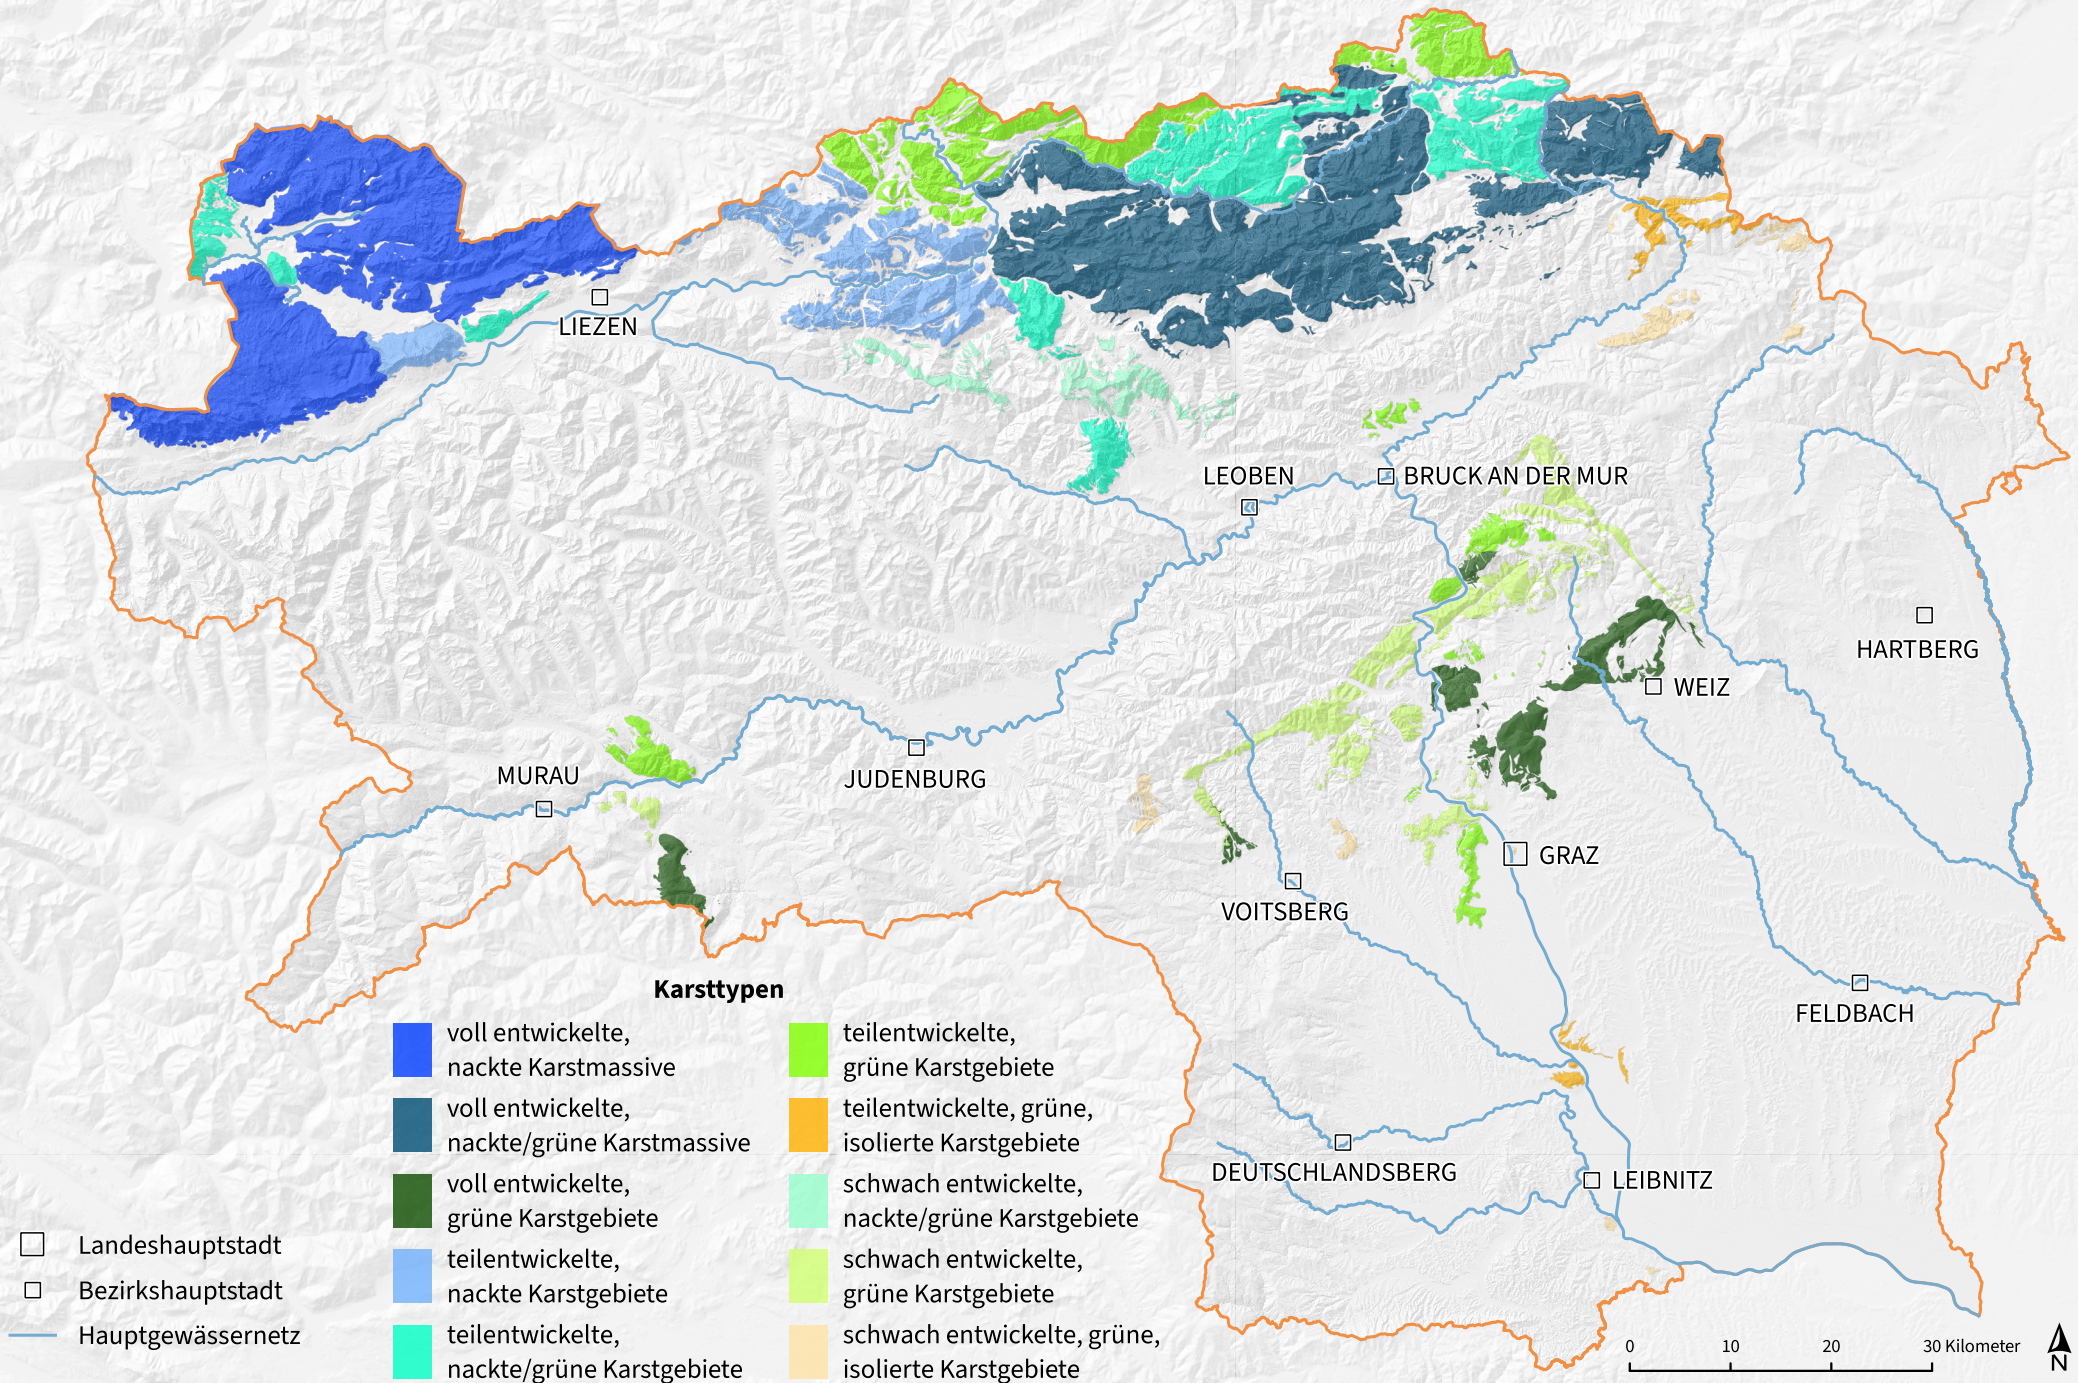 LIEZEN
LEOBEN
BRUCK AN DER MUR
HARTBERG
WEIZ
MURAU
JUDENBURG
GRAZ
VOITSBERG
FELDBACH
DEUTSCHLANDSBERG
LEIBNITZ
Karsttypen
voll entwickelte,
nackte Karstmassive
voll entwickelte,
nackte/grüne Karstmassive
voll entwickelte,
grüne Karstgebiete
teilentwickelte,
nackte Karstgebiete
teilentwickelte,
nackte/grüne Karstgebiete
teilentwickelte,
grüne Karstgebiete
teilentwickelte, grüne,
isolierte Karstgebiete
schwach entwickelte,
nackte/grüne Karstgebiete
schwach entwickelte,
grüne Karstgebiete
schwach entwickelte, grüne,
isolierte Karstgebiete
Landeshauptstadt
Bezirkshauptstadt
Hauptgewässernetz
0 10 20 30 Kilometer
N